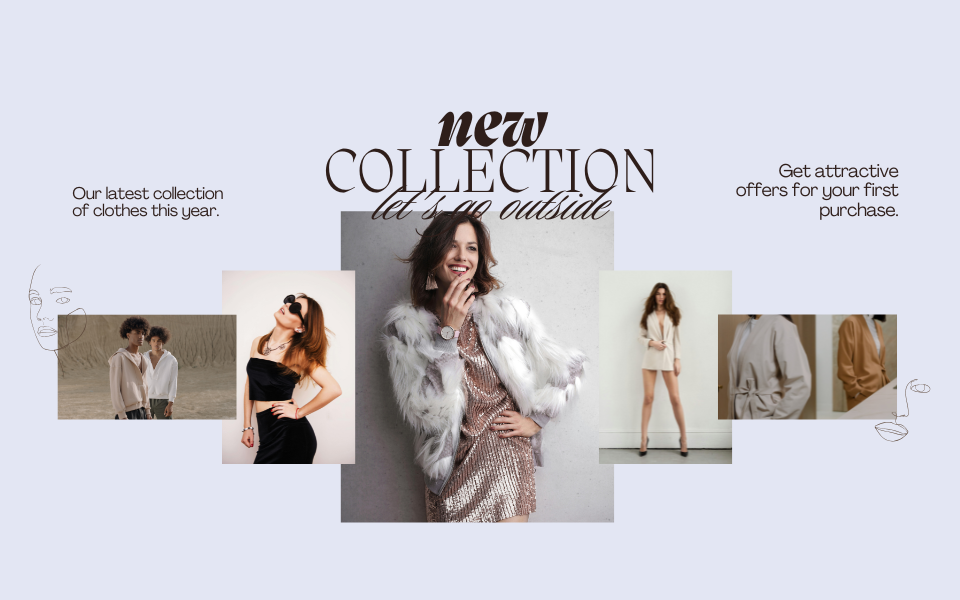 new
COLLECTION
let's go outside
Our latest collection
of clothes this year.
Get attractive
offers for your first
purchase.